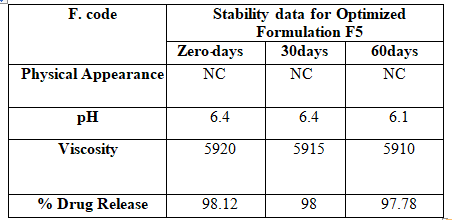 F. code Stability data for Optimized
Formulation F5
Zero-days 30days 60days
Physical Appearance NC NC NC
pH 6.4 6.4 6.1
Viscosity 5920 5915 5910
% Drug Release 98.12 98 97.78